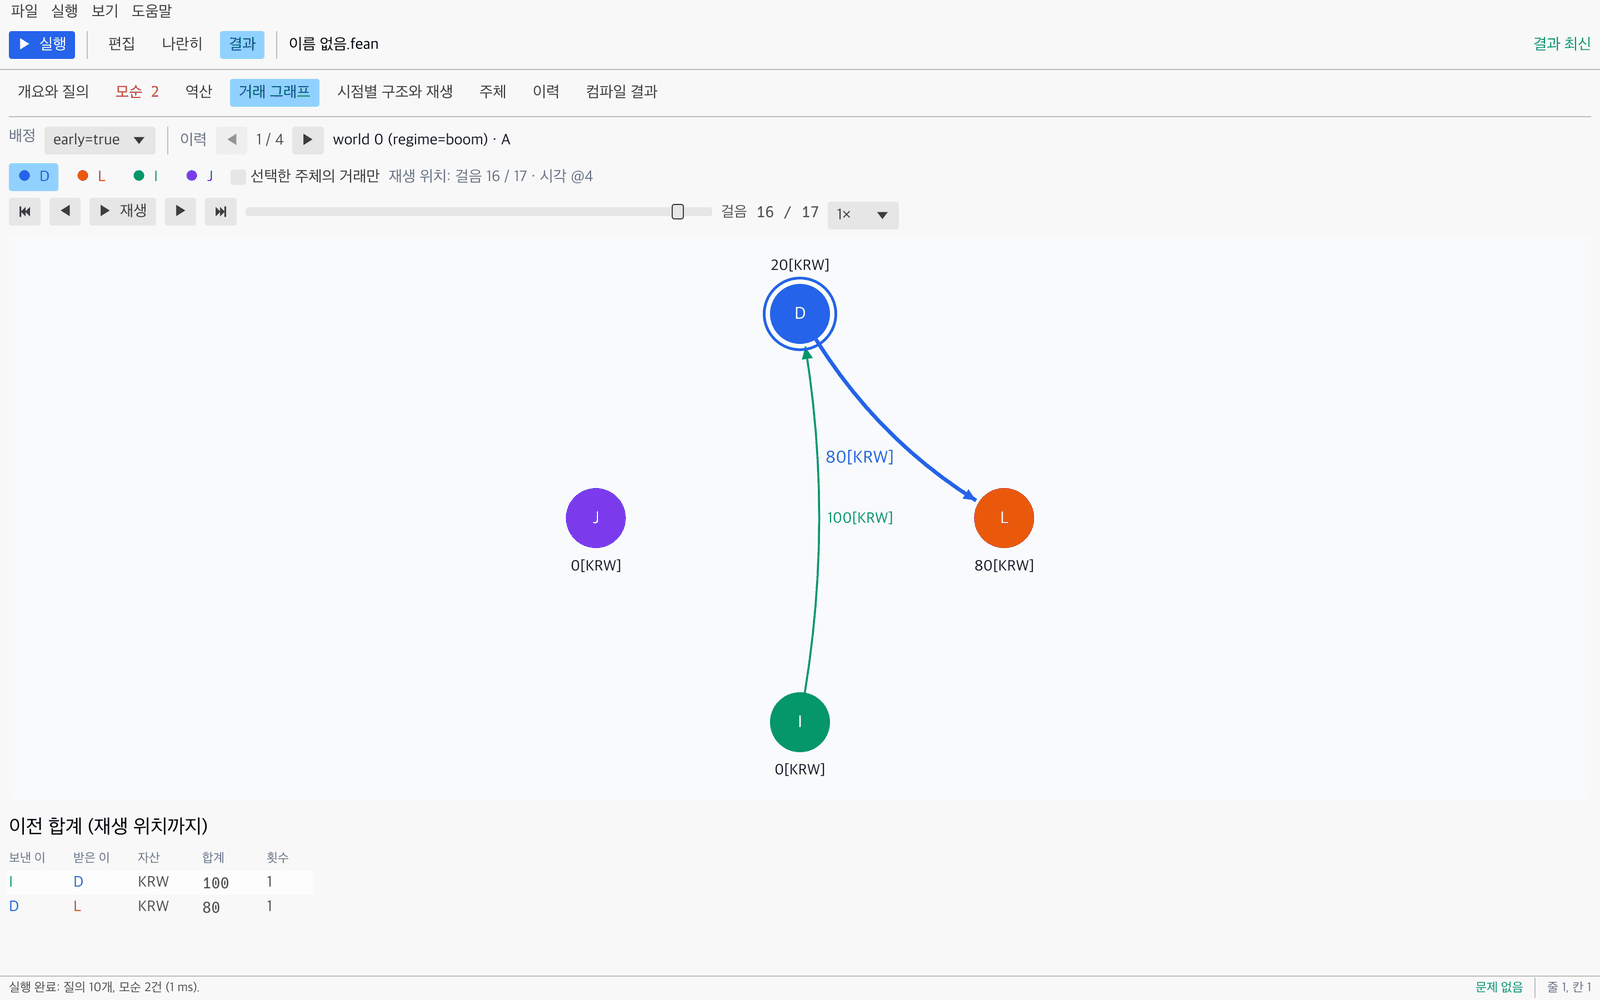 파일 실행 보기 도움말
실행 편집 나란히 결과 이름 없음.fean 결과 최신
개요와 질의 모순 2 역산 거래 그래프 시점별 구조와 재생 주체 이력 컴파일 결과
배정 early=true 이력 1 / 4 world 0 (regime=boom) · A
D L I J 선택한 주체의 거래만 재생 위치: 걸음 16 / 17 · 시각 @4
재생 걸음 16 / 17 1×
20[KRW]
D
80[KRW]
J
100[KRW]
L
0[KRW]
80[KRW]
I
0[KRW]
이전 합계 (재생 위치까지)
보낸 이 받은 이 자산 합계 횟수
I D KRW 100 1
D L KRW 80 1
실행 완료: 질의 10개, 모순 2건 (1 ms). 문제 없음 줄 1, 칸 1